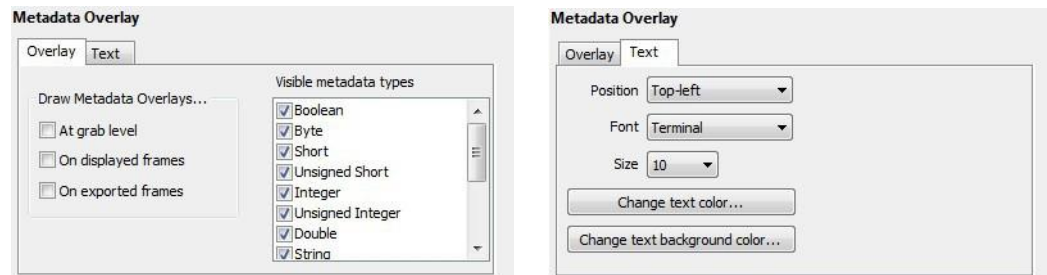 Metadata Overlay
Overlay Text
Draw Metadata Overlays...
At grab level
On displayed frames
On exported frames
Visible metadata types
Boolean
Byte
Short
Unsigned Short
Integer
Unsigned Integer
Double
String
Metadata Overlay
Overlay Text
Position Top-left
Font Terminal
Size 10
Change text color...
Change text background color...